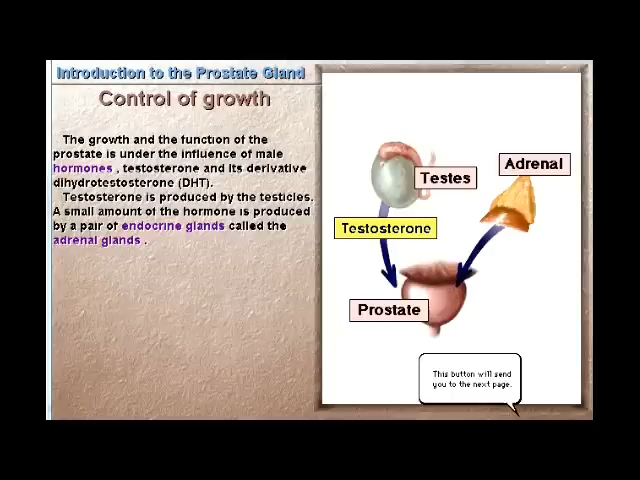 Introduction to the Prostate Gland
Control of growth
The growth and the function of the
prostate is under the influence of male
hormones , testosterone and its derivative
dihydrotestosterone (DHT).
Testosterone is produced by the testicles.
A small amount of the hormone is produced
by a pair of endocrine glands called the
adrenal glands .
Adrenal
Testes
Testosterone
Prostate
This button will send
you to the next page.